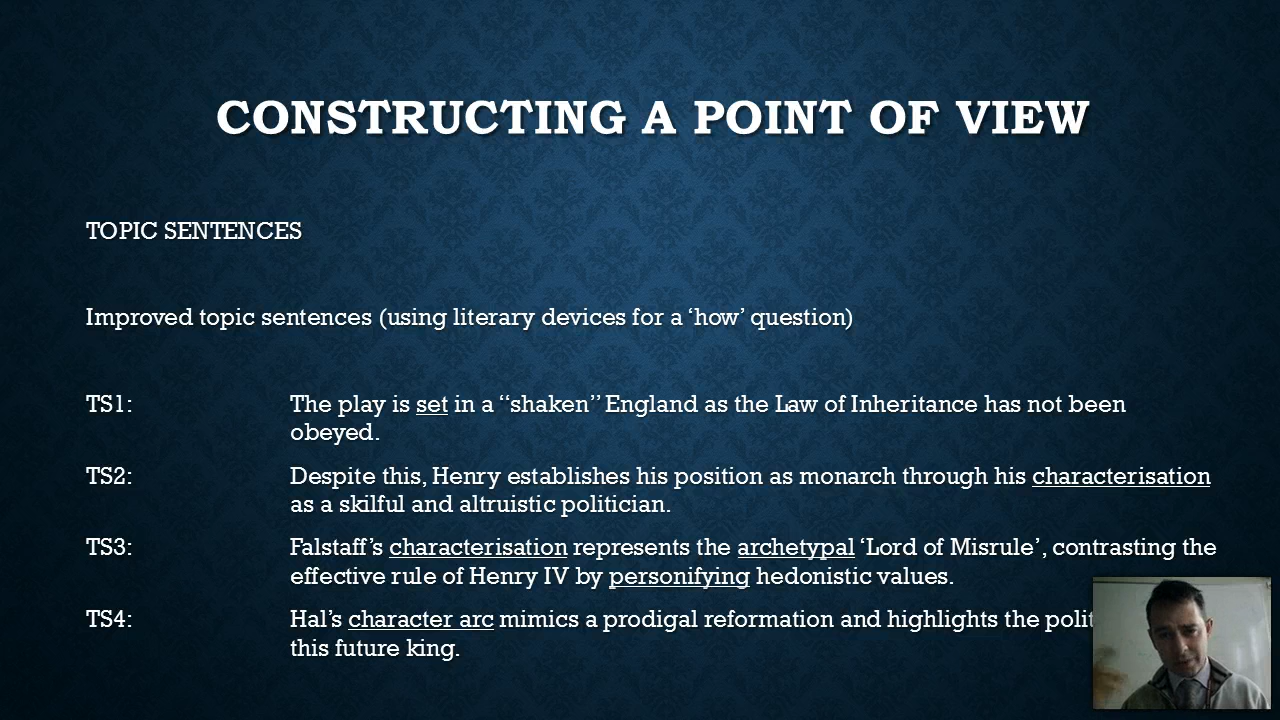 CONSTRUCTING A POINT OF VIEW
TOPIC SENTENCES
Improved topic sentences (using literary devices for a ‘how’ question)
TS1: The play is set in a “shaken” England as the Law of Inheritance has not been
obeyed.
TS2: Despite this, Henry establishes his position as monarch through his characterisation
as a skilful and altruistic politician.
TS3: Falstaff’s characterisation represents the archetypal ‘Lord of Misrule’, contrasting the
effective rule of Henry IV by personifying hedonistic values.
TS4: Hal’s character arc mimics a prodigal reformation and highlights the
this future king.